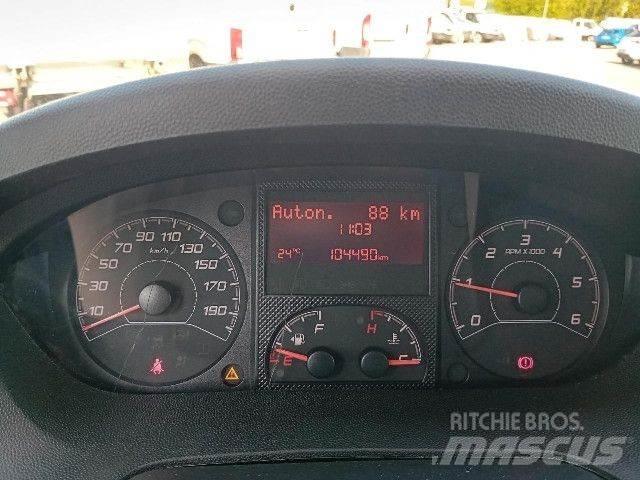 Auton. 88 km
11:03
24°C 104490km
10 30 50 70 90 110 130 150 170 190
km/h
0 1 2 3 4 5 6
RPM X1000
F
E
H
RITCHIE BROS.
MASCUS